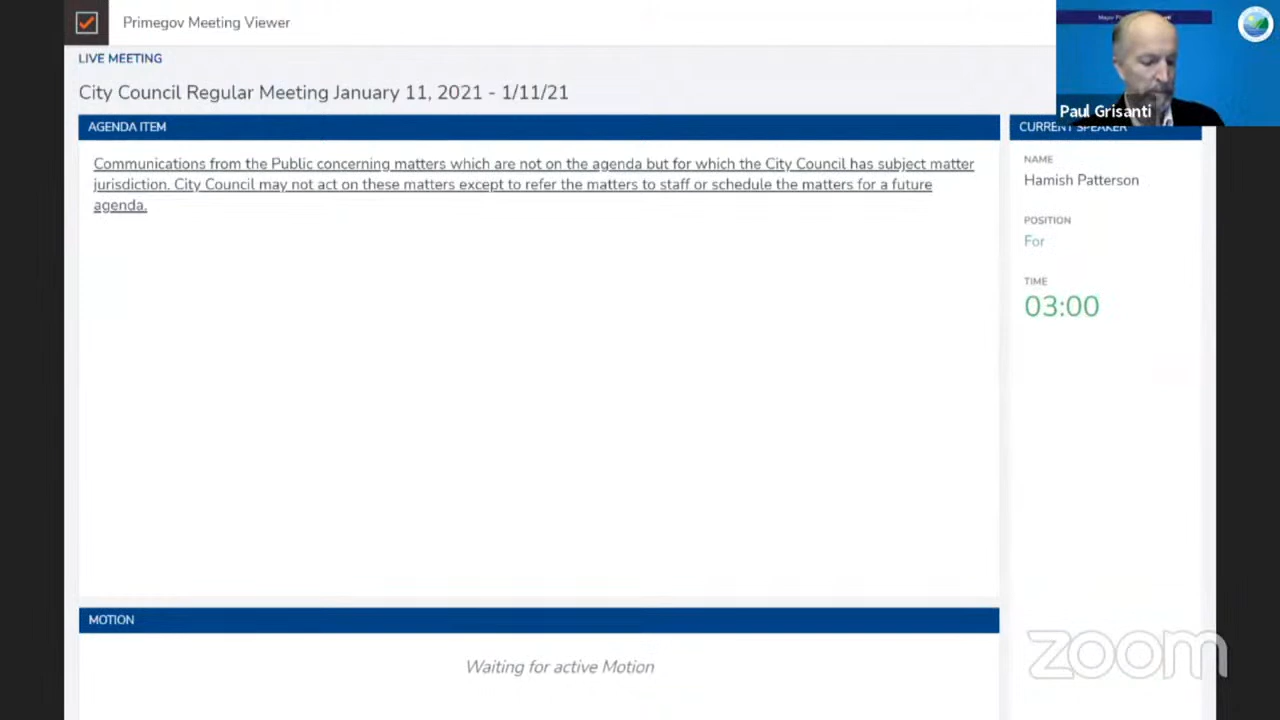 Primegov Meeting Viewer
LIVE MEETING
City Council Regular Meeting January 11, 2021 - 1/11/21
AGENDA ITEM
Communications from the Public concerning matters which are not on the agenda but for which the City Council has subject matter
jurisdiction. City Council may not act on these matters except to refer the matters to staff or schedule the matters for a future
agenda.
Paul Grisanti
CURRENT SPEAKER
NAME
Hamish Patterson
POSITION
For
TIME
03:00
MOTION
Waiting for active Motion
zoom